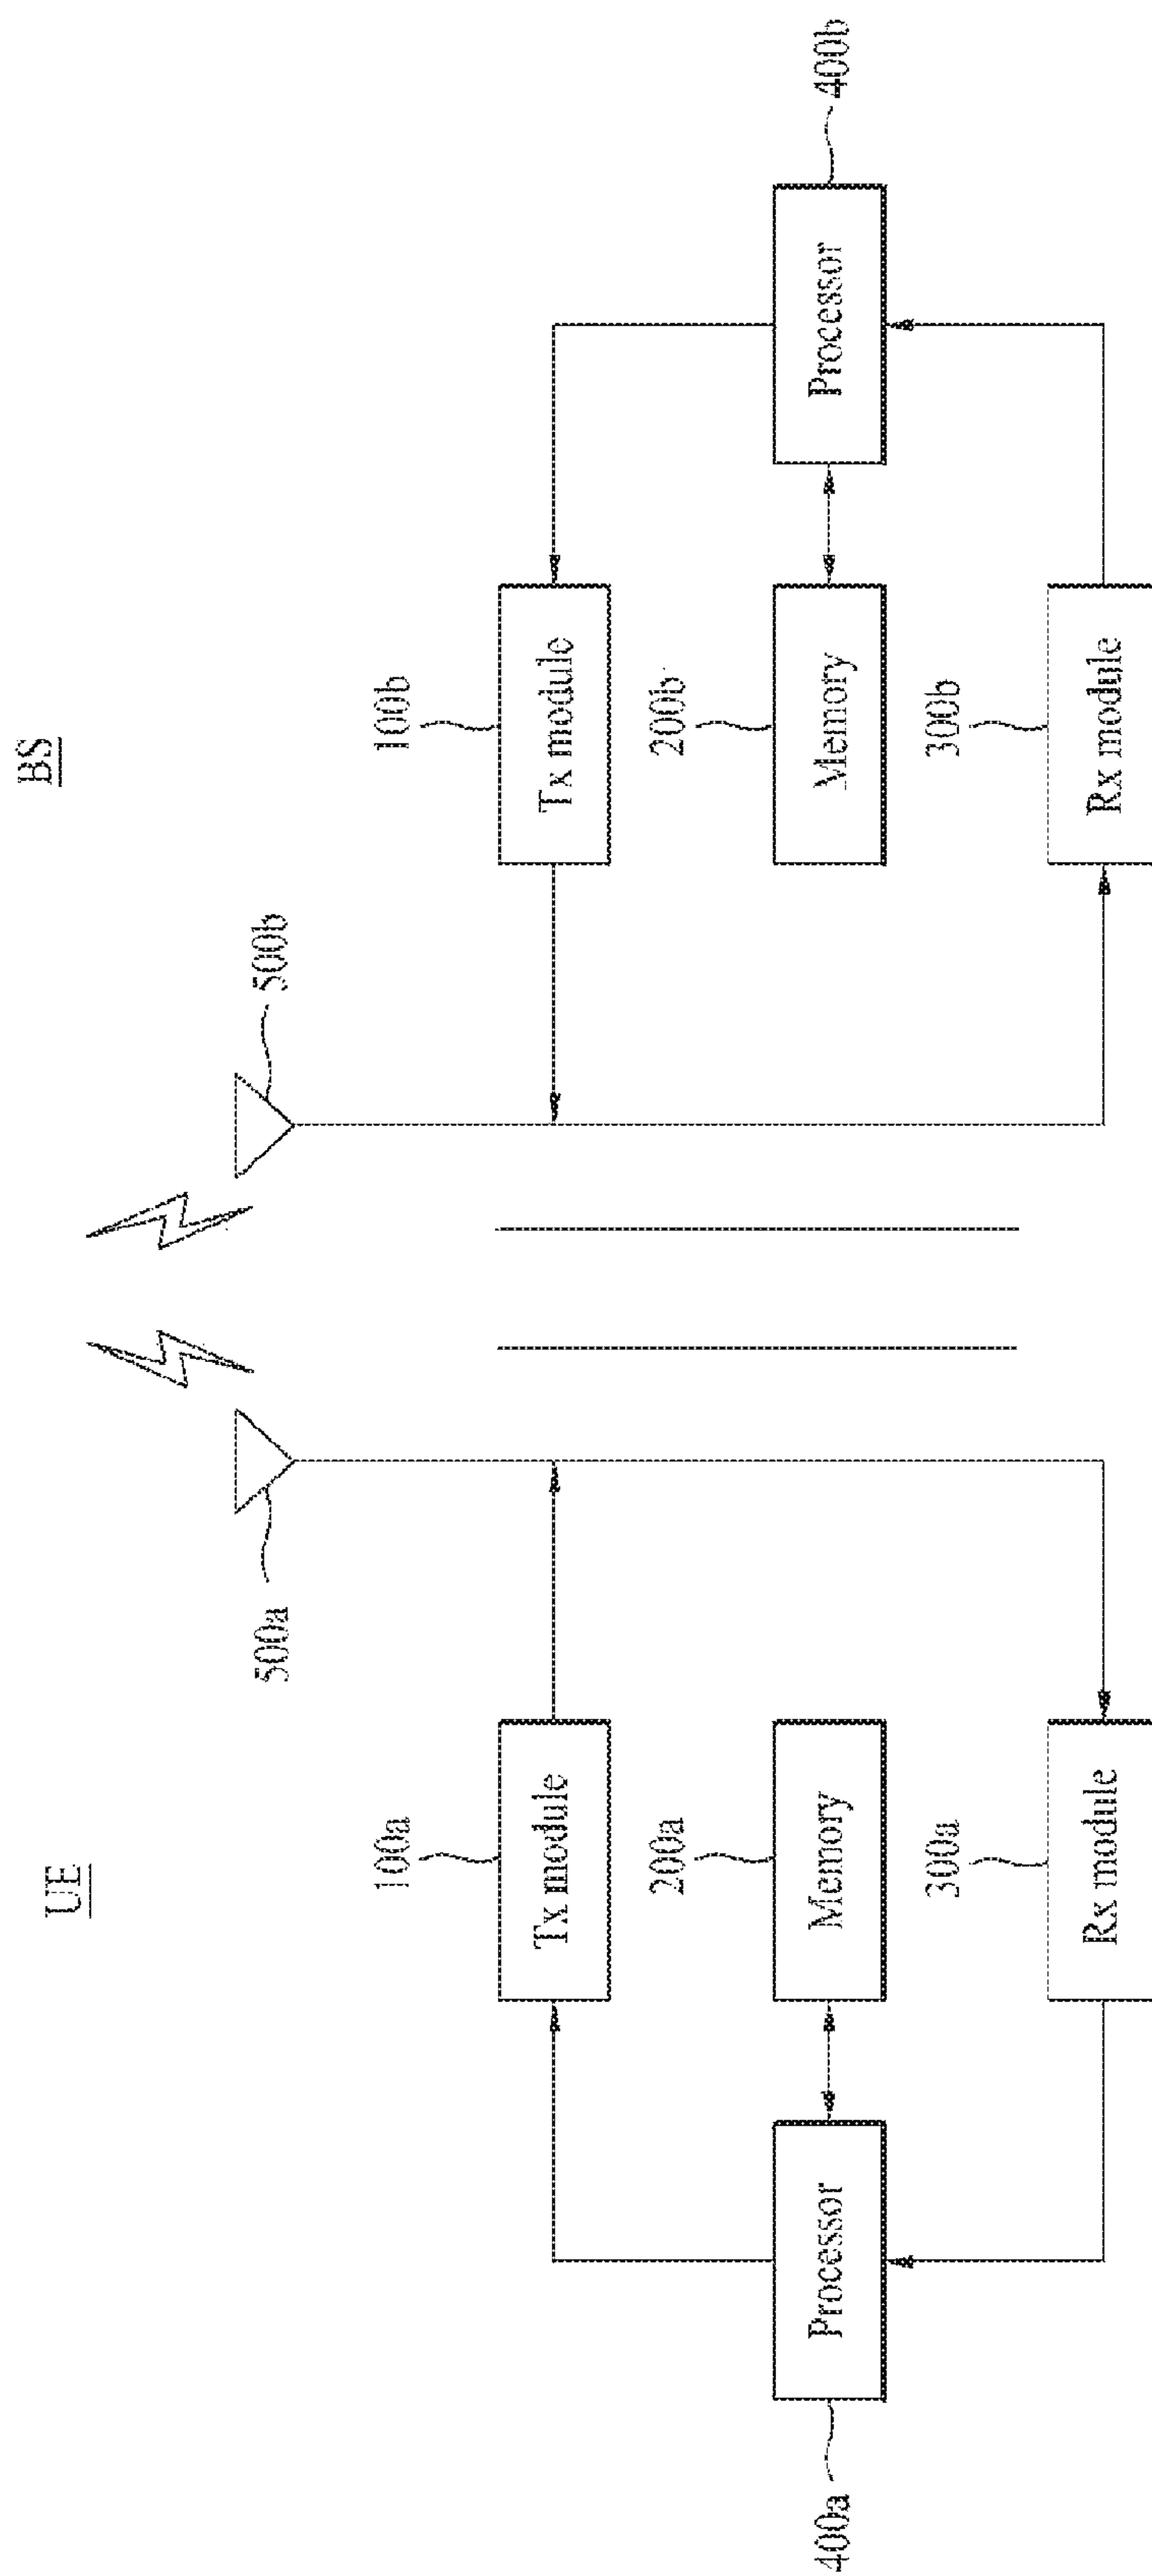 UE
BS
500a
500b
100a
100b
Tx module
Tx module
200a
200b
400a
Processor
Memory
Memory
Processor
400b
300a
300b
Rx module
Rx module